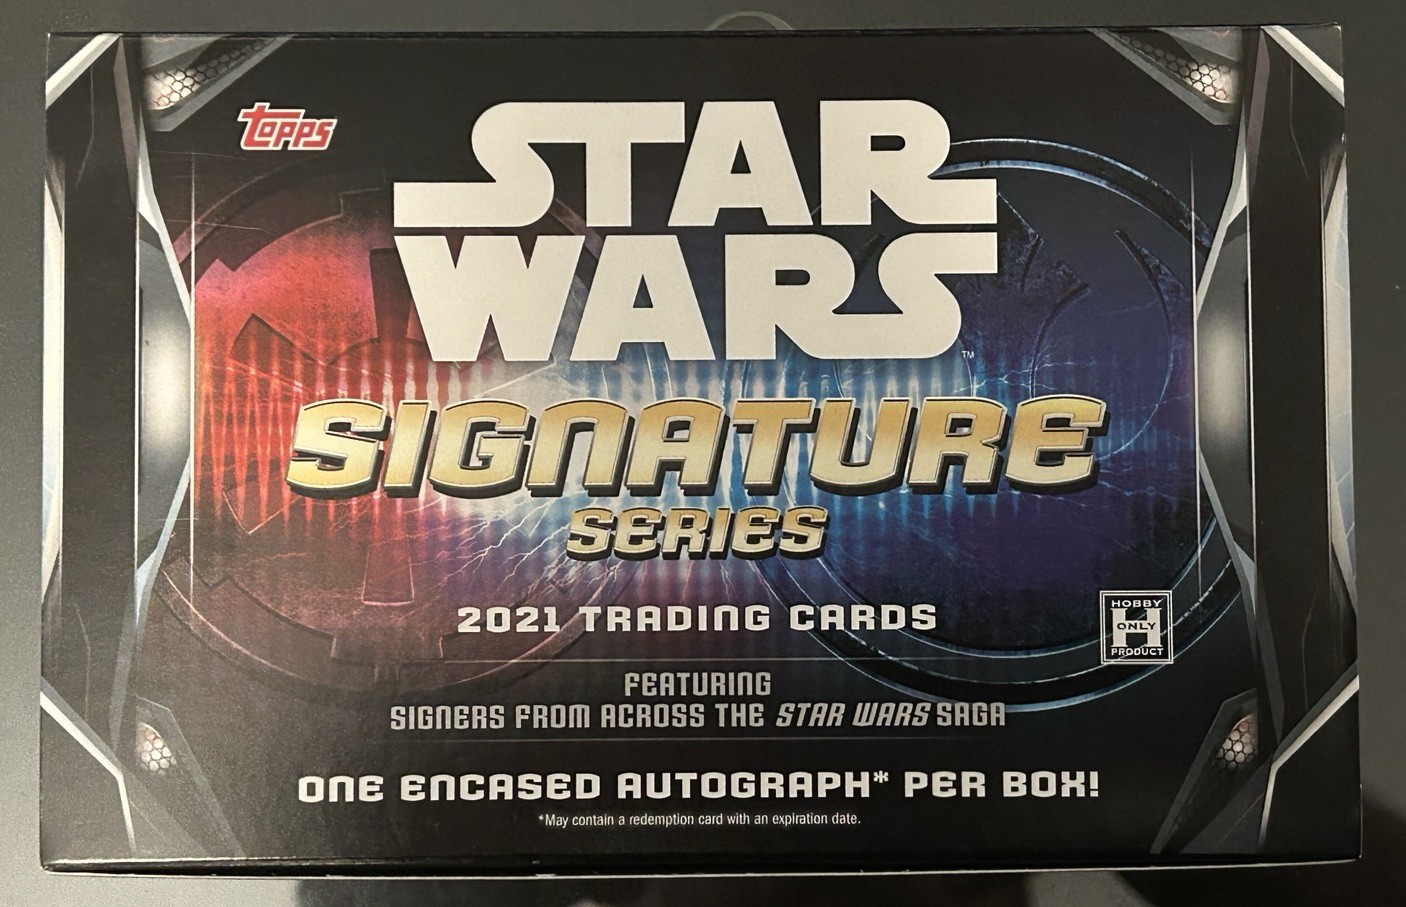 Topps
STAR
WARS
TM
SIGNATURE
SERIES
2021 TRADING CARDS
HOBBY
H
ONLY
PRODUCT
FEATURING
SIGNERS FROM ACROSS THE STAR WARS SAGA
ONE ENCASED AUTOGRAPH* PER BOX!
*May contain a redemption card with an expiration date.